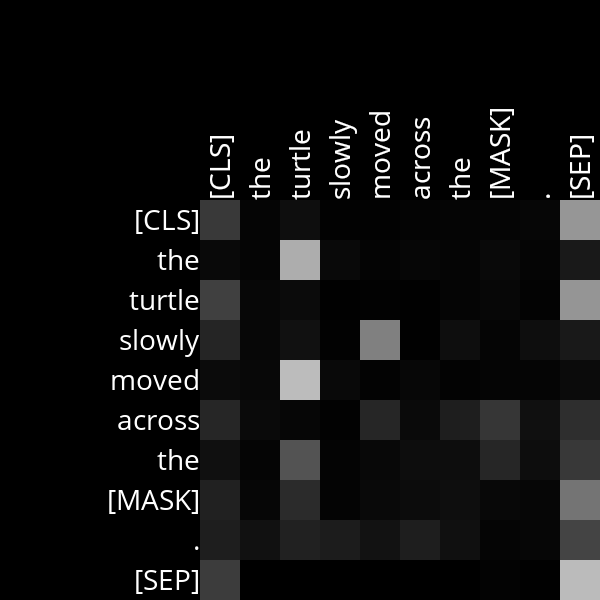 [CLS] the turtle slowly moved across the [MASK] . [SEP]
[CLS]
the
turtle
slowly
moved
across
the
[MASK]
.
[SEP]